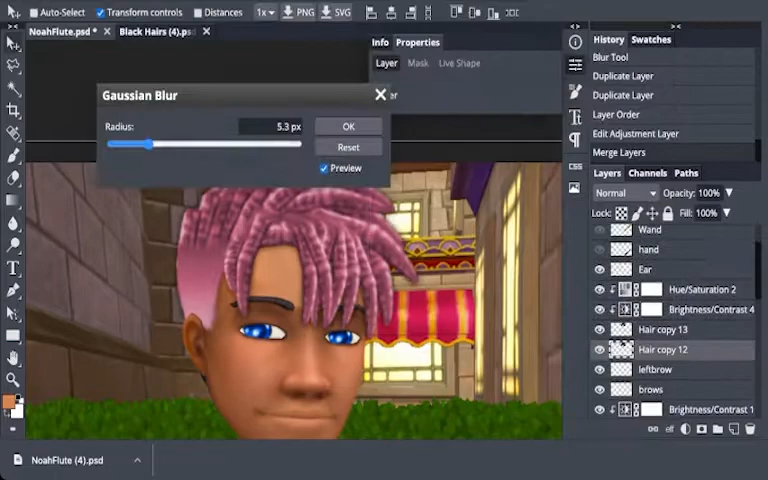 Auto-Select
Transform controls
Distances
1x
PNG
SVG
NoahFlute.psd *
Black Hairs (4).ps
Info
Properties
Layer
Mask
Live Shape
er
Gaussian Blur
Radius:
5.3 px
OK
Reset
Preview
History
Swatches
Blur Tool
Duplicate Layer
Duplicate Layer
Layer Order
Edit Adjustment Layer
Merge Layers
Layers
Channels
Paths
Normal
Opacity: 100%
Lock:
Fill: 100%
Wand
hand
Ear
Hue/Saturation 2
Brightness/Contrast 4
Hair copy 13
Hair copy 12
leftbrow
brows
Brightness/Contrast 1
CSS
eff
NoahFlute (4).psd